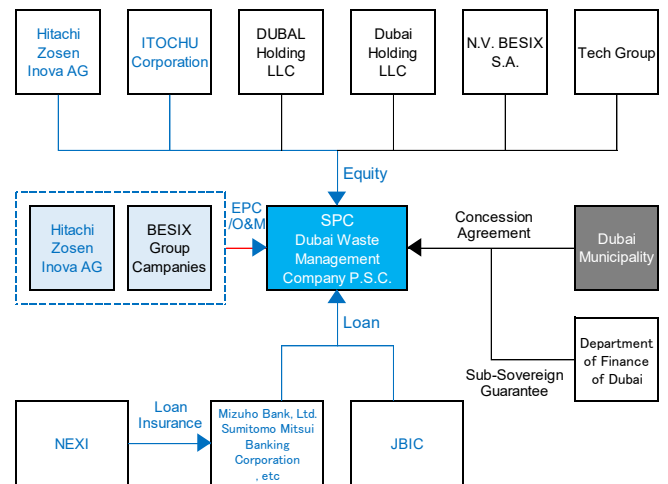 Hitachi
Zosen
Inova AG
ITOCHU
Corporation
DUBAL
Holding
LLC
Dubai
Holding
LLC
N.V. BESIX
S.A.
Tech Group
Equity
Hitachi
Zosen
Inova AG
BESIX
Group
Campanies
EPC
/O&M
SPC
Dubai Waste
Management
Company P.S.C.
Concession
Agreement
Dubai
Municipality
Loan
Sub-Sovereign
Guarantee
Department
of Finance
of Dubai
NEXI
Loan
Insurance
Mizuho Bank, Ltd.
Sumitomo Mitsui
Banking
Corporation
, etc
JBIC